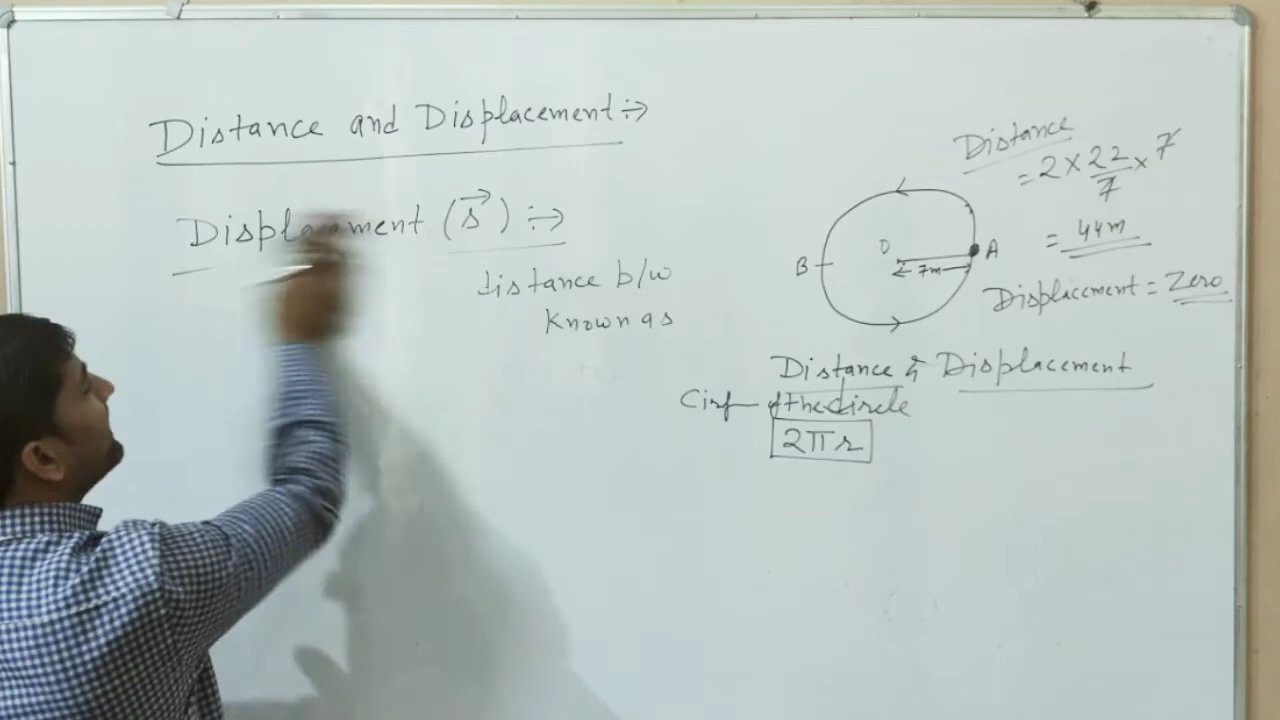 Distance and Displacement :->
Displacement (s⃗) :->
distance b/w
Known as
Distance
= 2 × 22/7 × 7
= 44m
B
O
A
7m
Displacement = Zero
Distance & Displacement
Cirf of the circle
2πr